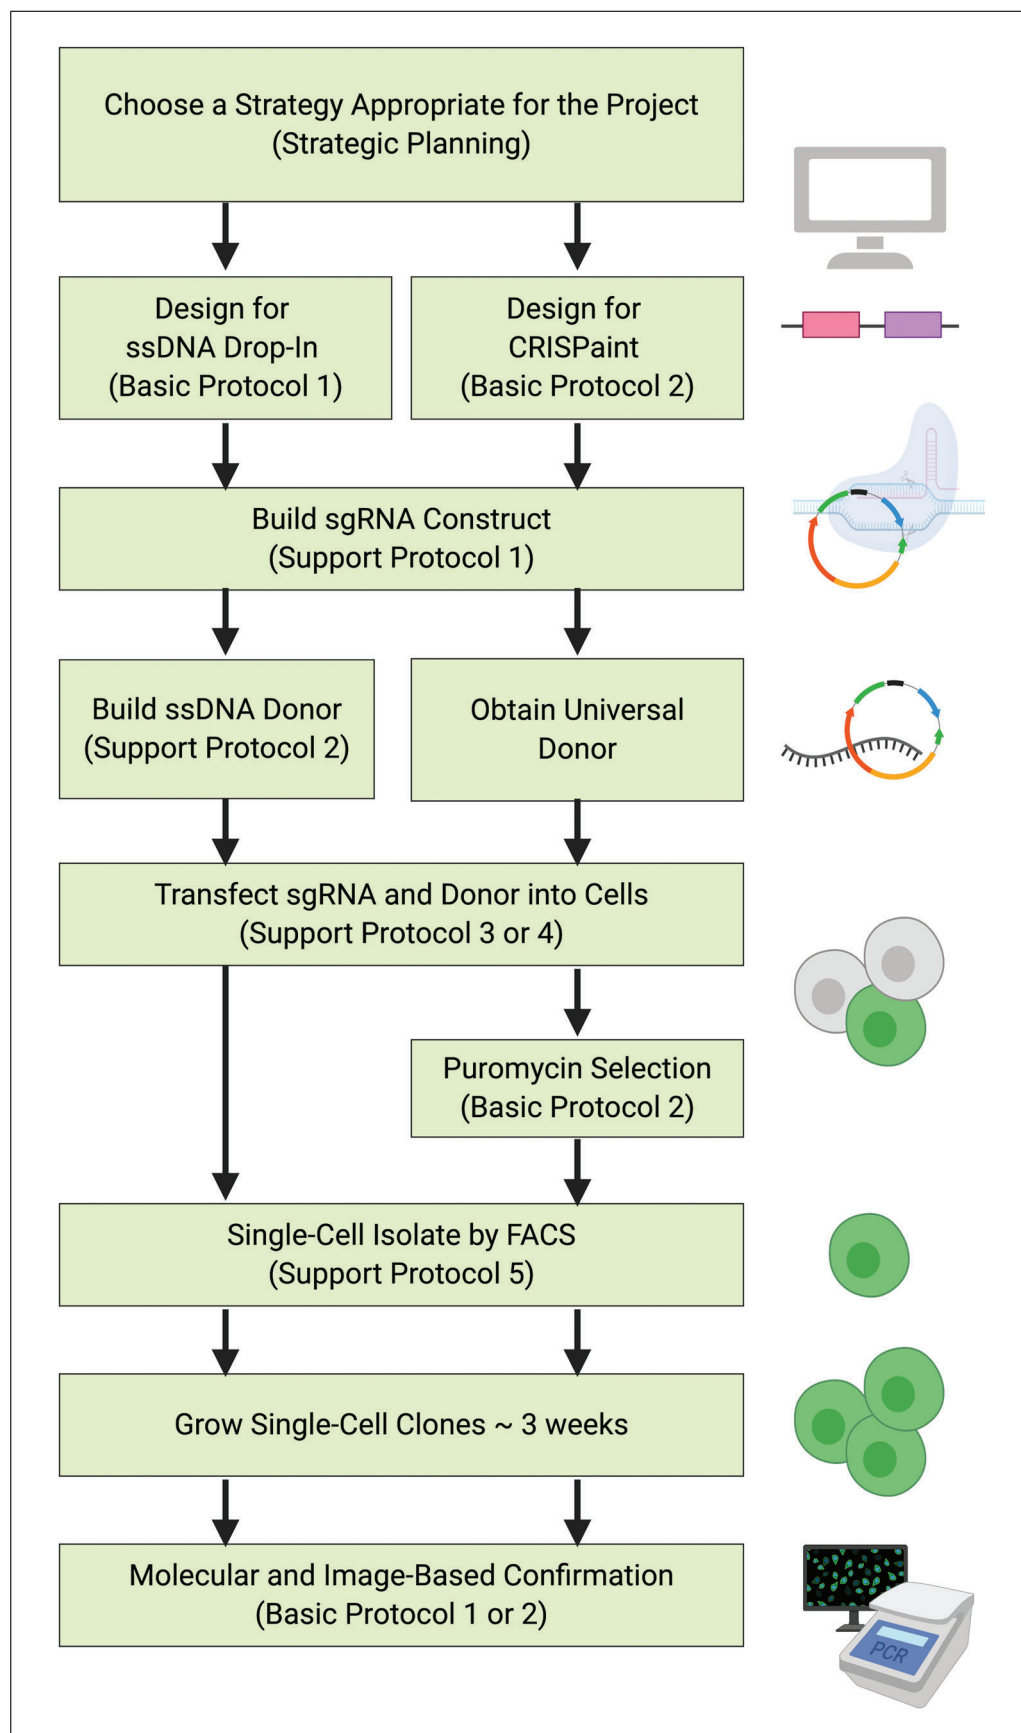 Choose a Strategy Appropriate for the Project
(Strategic Planning)
Design for
ssDNA Drop-In
(Basic Protocol 1)
Design for
CRISPaint
(Basic Protocol 2)
Build sgRNA Construct
(Support Protocol 1)
Build ssDNA Donor
(Support Protocol 2)
Obtain Universal
Donor
Transfect sgRNA and Donor into Cells
(Support Protocol 3 or 4)
Puromycin Selection
(Basic Protocol 2)
Single-Cell Isolate by FACS
(Support Protocol 5)
Grow Single-Cell Clones ~ 3 weeks
Molecular and Image-Based Confirmation
(Basic Protocol 1 or 2)
PCR